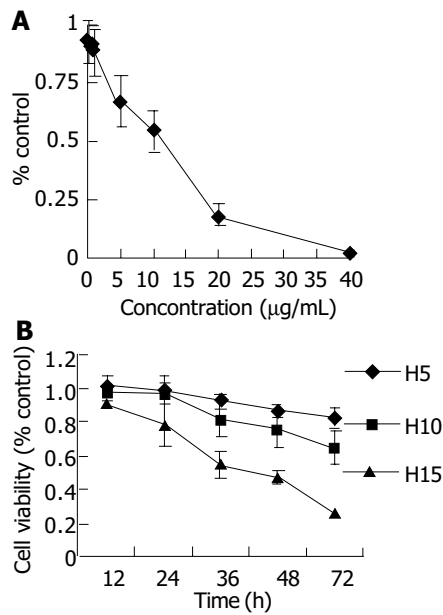 A
1
0.75
0.5
0.25
0
% control
0 5 10 15 20 25 30 35 40
Concontration (μg/mL)
B
1.2
1.0
0.8
0.6
0.4
0.2
0
Cell viability (% control)
H5
H10
H15
12 24 36 48 72
Time (h)